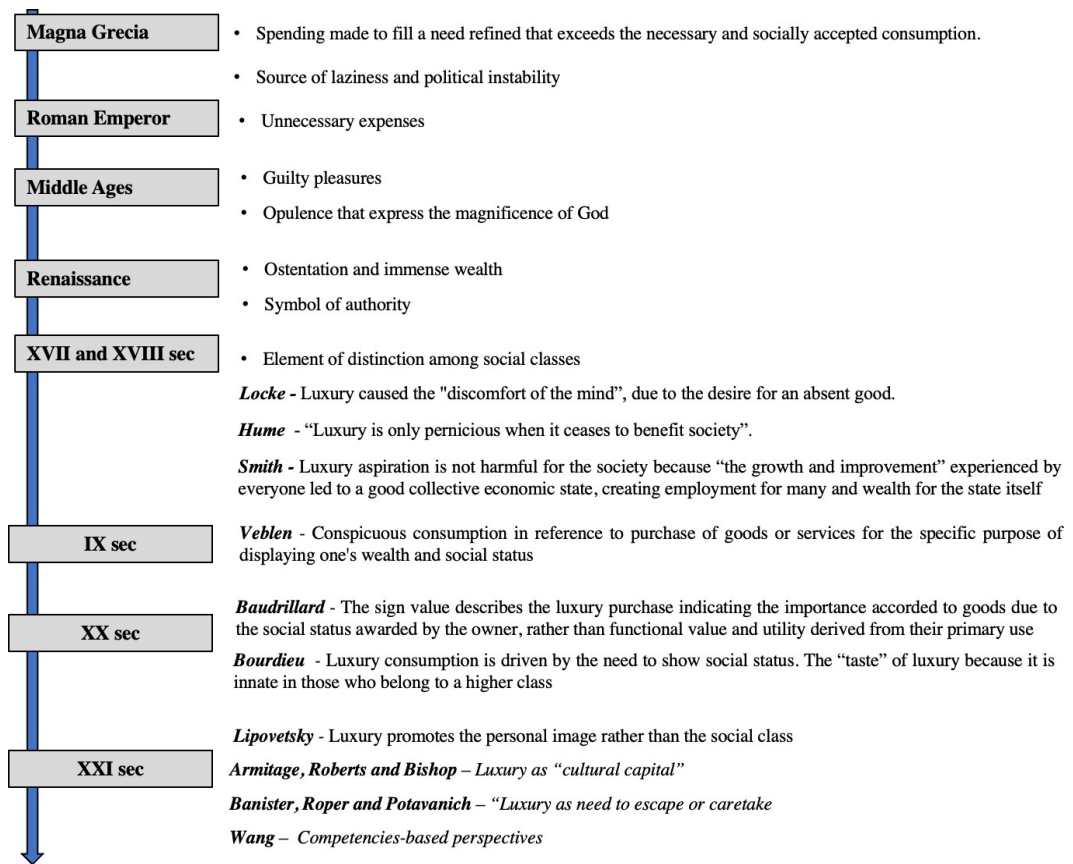 Magna Grecia
• Spending made to fill a need refined that exceeds the necessary and socially accepted consumption.
• Source of laziness and political instability
Roman Emperor
• Unnecessary expenses
Middle Ages
• Guilty pleasures
• Opulence that express the magnificence of God
Renaissance
• Ostentation and immense wealth
• Symbol of authority
XVII and XVIII sec
• Element of distinction among social classes
Locke - Luxury caused the "discomfort of the mind”, due to the desire for an absent good.
Hume - “Luxury is only pernicious when it ceases to benefit society”.
Smith - Luxury aspiration is not harmful for the society because “the growth and improvement” experienced by
everyone led to a good collective economic state, creating employment for many and wealth for the state itself
IX sec
Veblen - Conspicuous consumption in reference to purchase of goods or services for the specific purpose of
displaying one's wealth and social status
XX sec
Baudrillard - The sign value describes the luxury purchase indicating the importance accorded to goods due to
the social status awarded by the owner, rather than functional value and utility derived from their primary use
Bourdieu - Luxury consumption is driven by the need to show social status. The “taste” of luxury because it is
innate in those who belong to a higher class
XXI sec
Lipovetsky - Luxury promotes the personal image rather than the social class
Armitage, Roberts and Bishop – Luxury as “cultural capital”
Banister, Roper and Potavanich – “Luxury as need to escape or caretake
Wang – Competencies-based perspectives